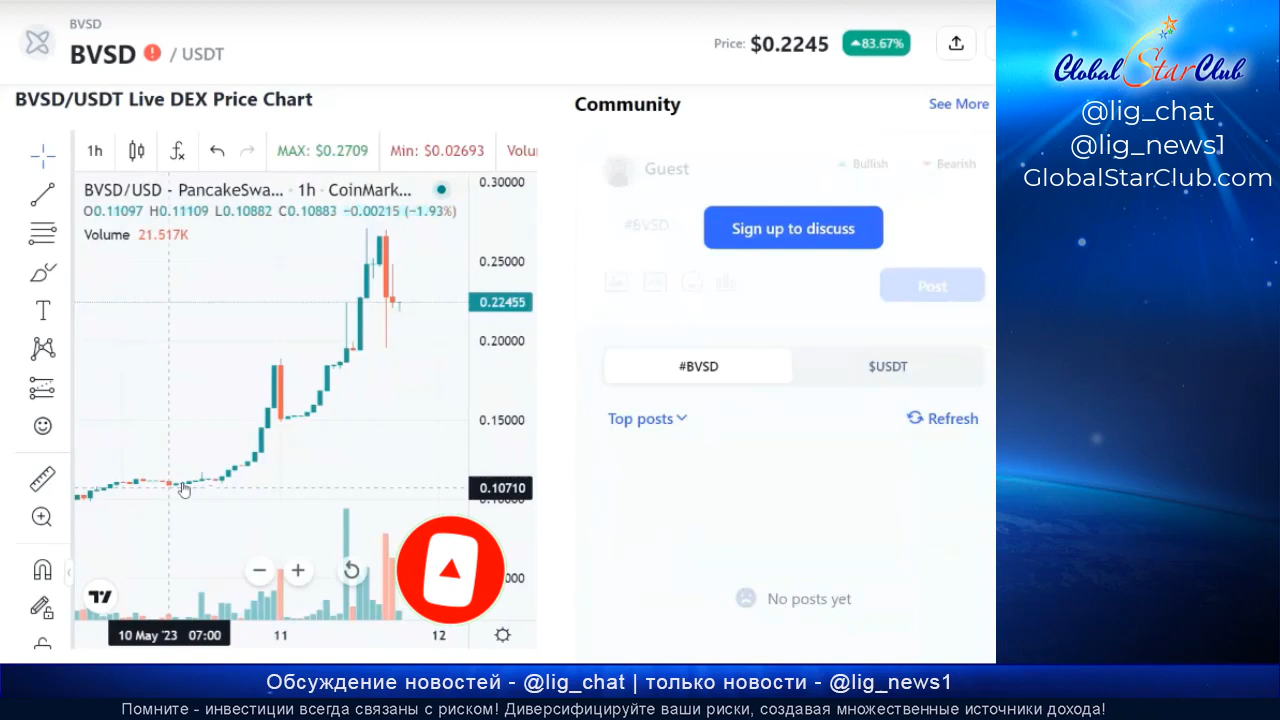 BVSD
BVSD / USDT
Price: $0.2245 83.67%
BVSD/USDT Live DEX Price Chart
1h
MAX: $0.2709
Min: $0.02693
Volu
BVSD/USD - PancakeSwa... · 1h · CoinMark...
O0.11097 H0.11109 L0.10882 C0.10883 −0.00215 (−1.93%)
Volume 21.517K
0.30000
0.25000
0.22455
0.20000
0.15000
0.10710
10 May '23 07:00
11
12
Community
See More
Guest
Bullish
Bearish
#BVSD
Sign up to discuss
Post
#BVSD
$USDT
Top posts
Refresh
No posts yet
Global Star Club
@lig_chat
@lig_news1
GlobalStarClub.com
Обсуждение новостей - @lig_chat | только новости - @lig_news1
Помните - инвестиции всегда связаны с риском! Диверсифицируйте ваши риски, создавая множественные источники дохода!